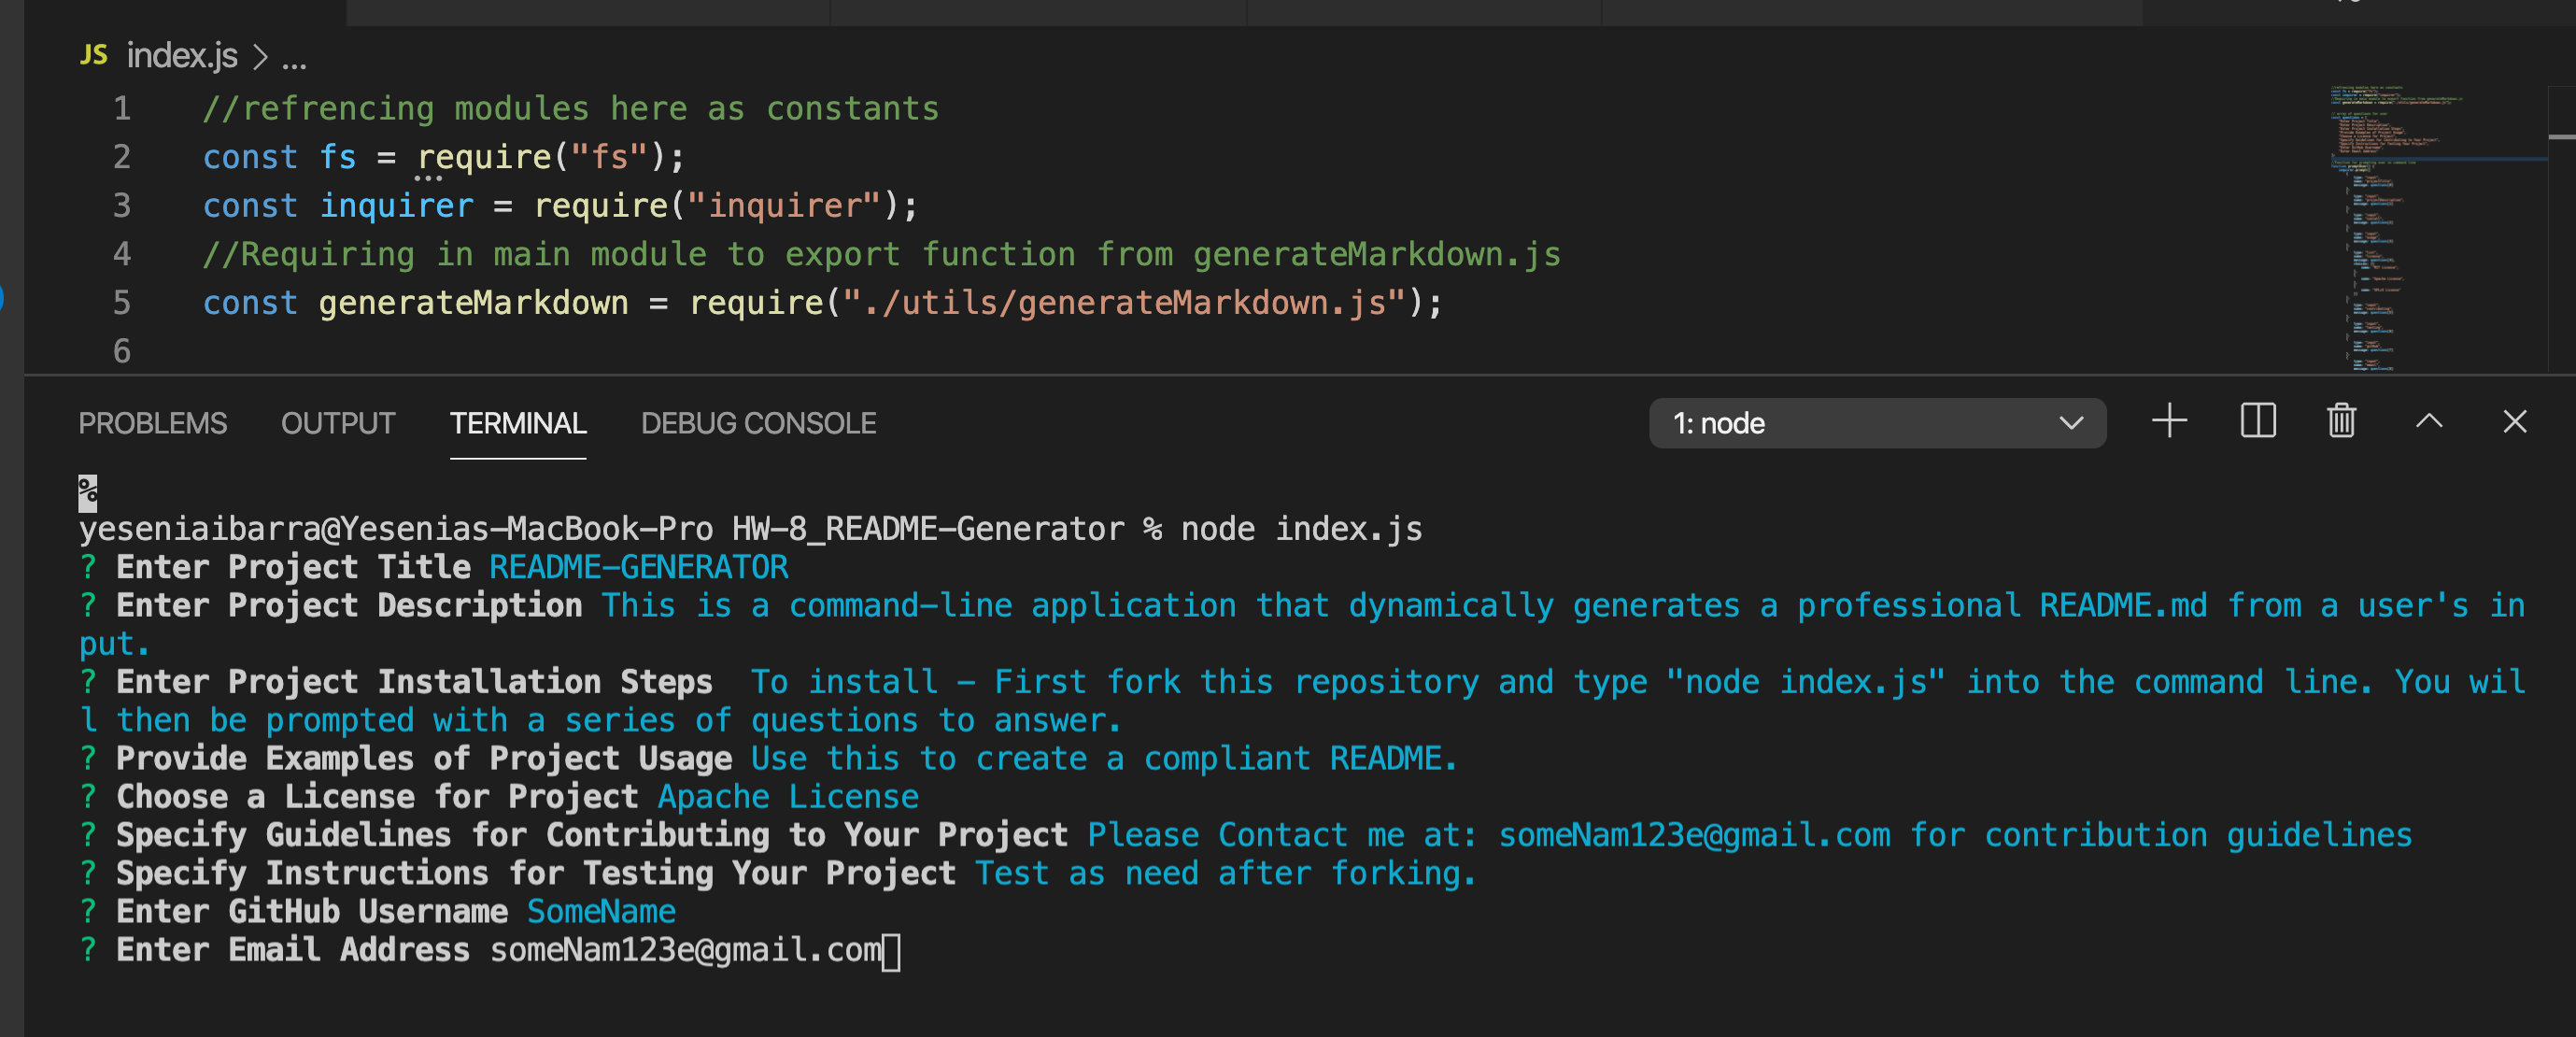 JS index.js > ...
1 //refrencing modules here as constants
2 const fs = require("fs");
3 const inquirer = require("inquirer");
4 //Requiring in main module to export function from generateMarkdown.js
5 const generateMarkdown = require("./utils/generateMarkdown.js");
6
PROBLEMS OUTPUT TERMINAL DEBUG CONSOLE 1: node
%
yeseniaibarra@Yesenias-MacBook-Pro HW-8_README-Generator % node index.js
? Enter Project Title README-GENERATOR
? Enter Project Description This is a command-line application that dynamically generates a professional README.md from a user's in
put.
? Enter Project Installation Steps  To install - First fork this repository and type "node index.js" into the command line. You wil
l then be prompted with a series of questions to answer.
? Provide Examples of Project Usage Use this to create a compliant README.
? Choose a License for Project Apache License
? Specify Guidelines for Contributing to Your Project Please Contact me at: someNam123e@gmail.com for contribution guidelines
? Specify Instructions for Testing Your Project Test as need after forking.
? Enter GitHub Username SomeName
? Enter Email Address someNam123e@gmail.com